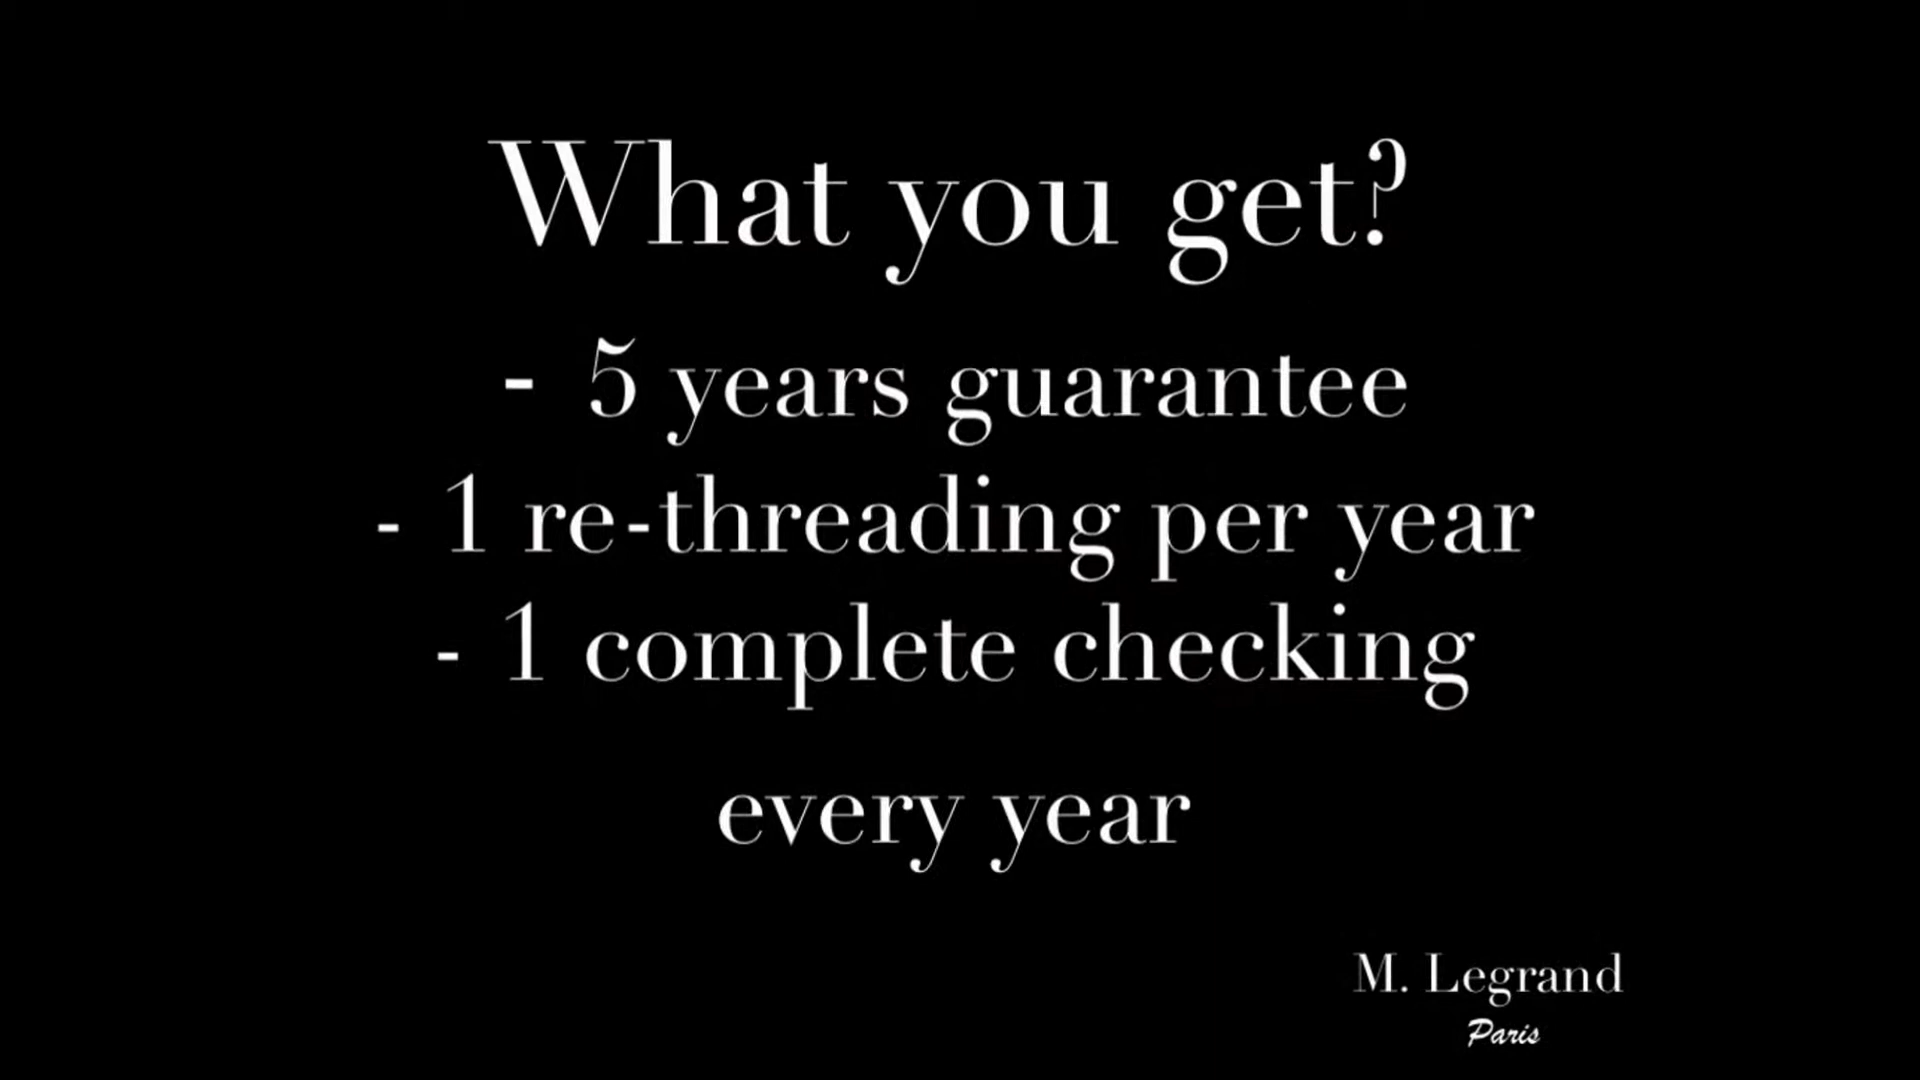 What you get?
- 5 years guarantee
- 1 re-threading per year
- 1 complete checking
every year
M. Legrand
Paris